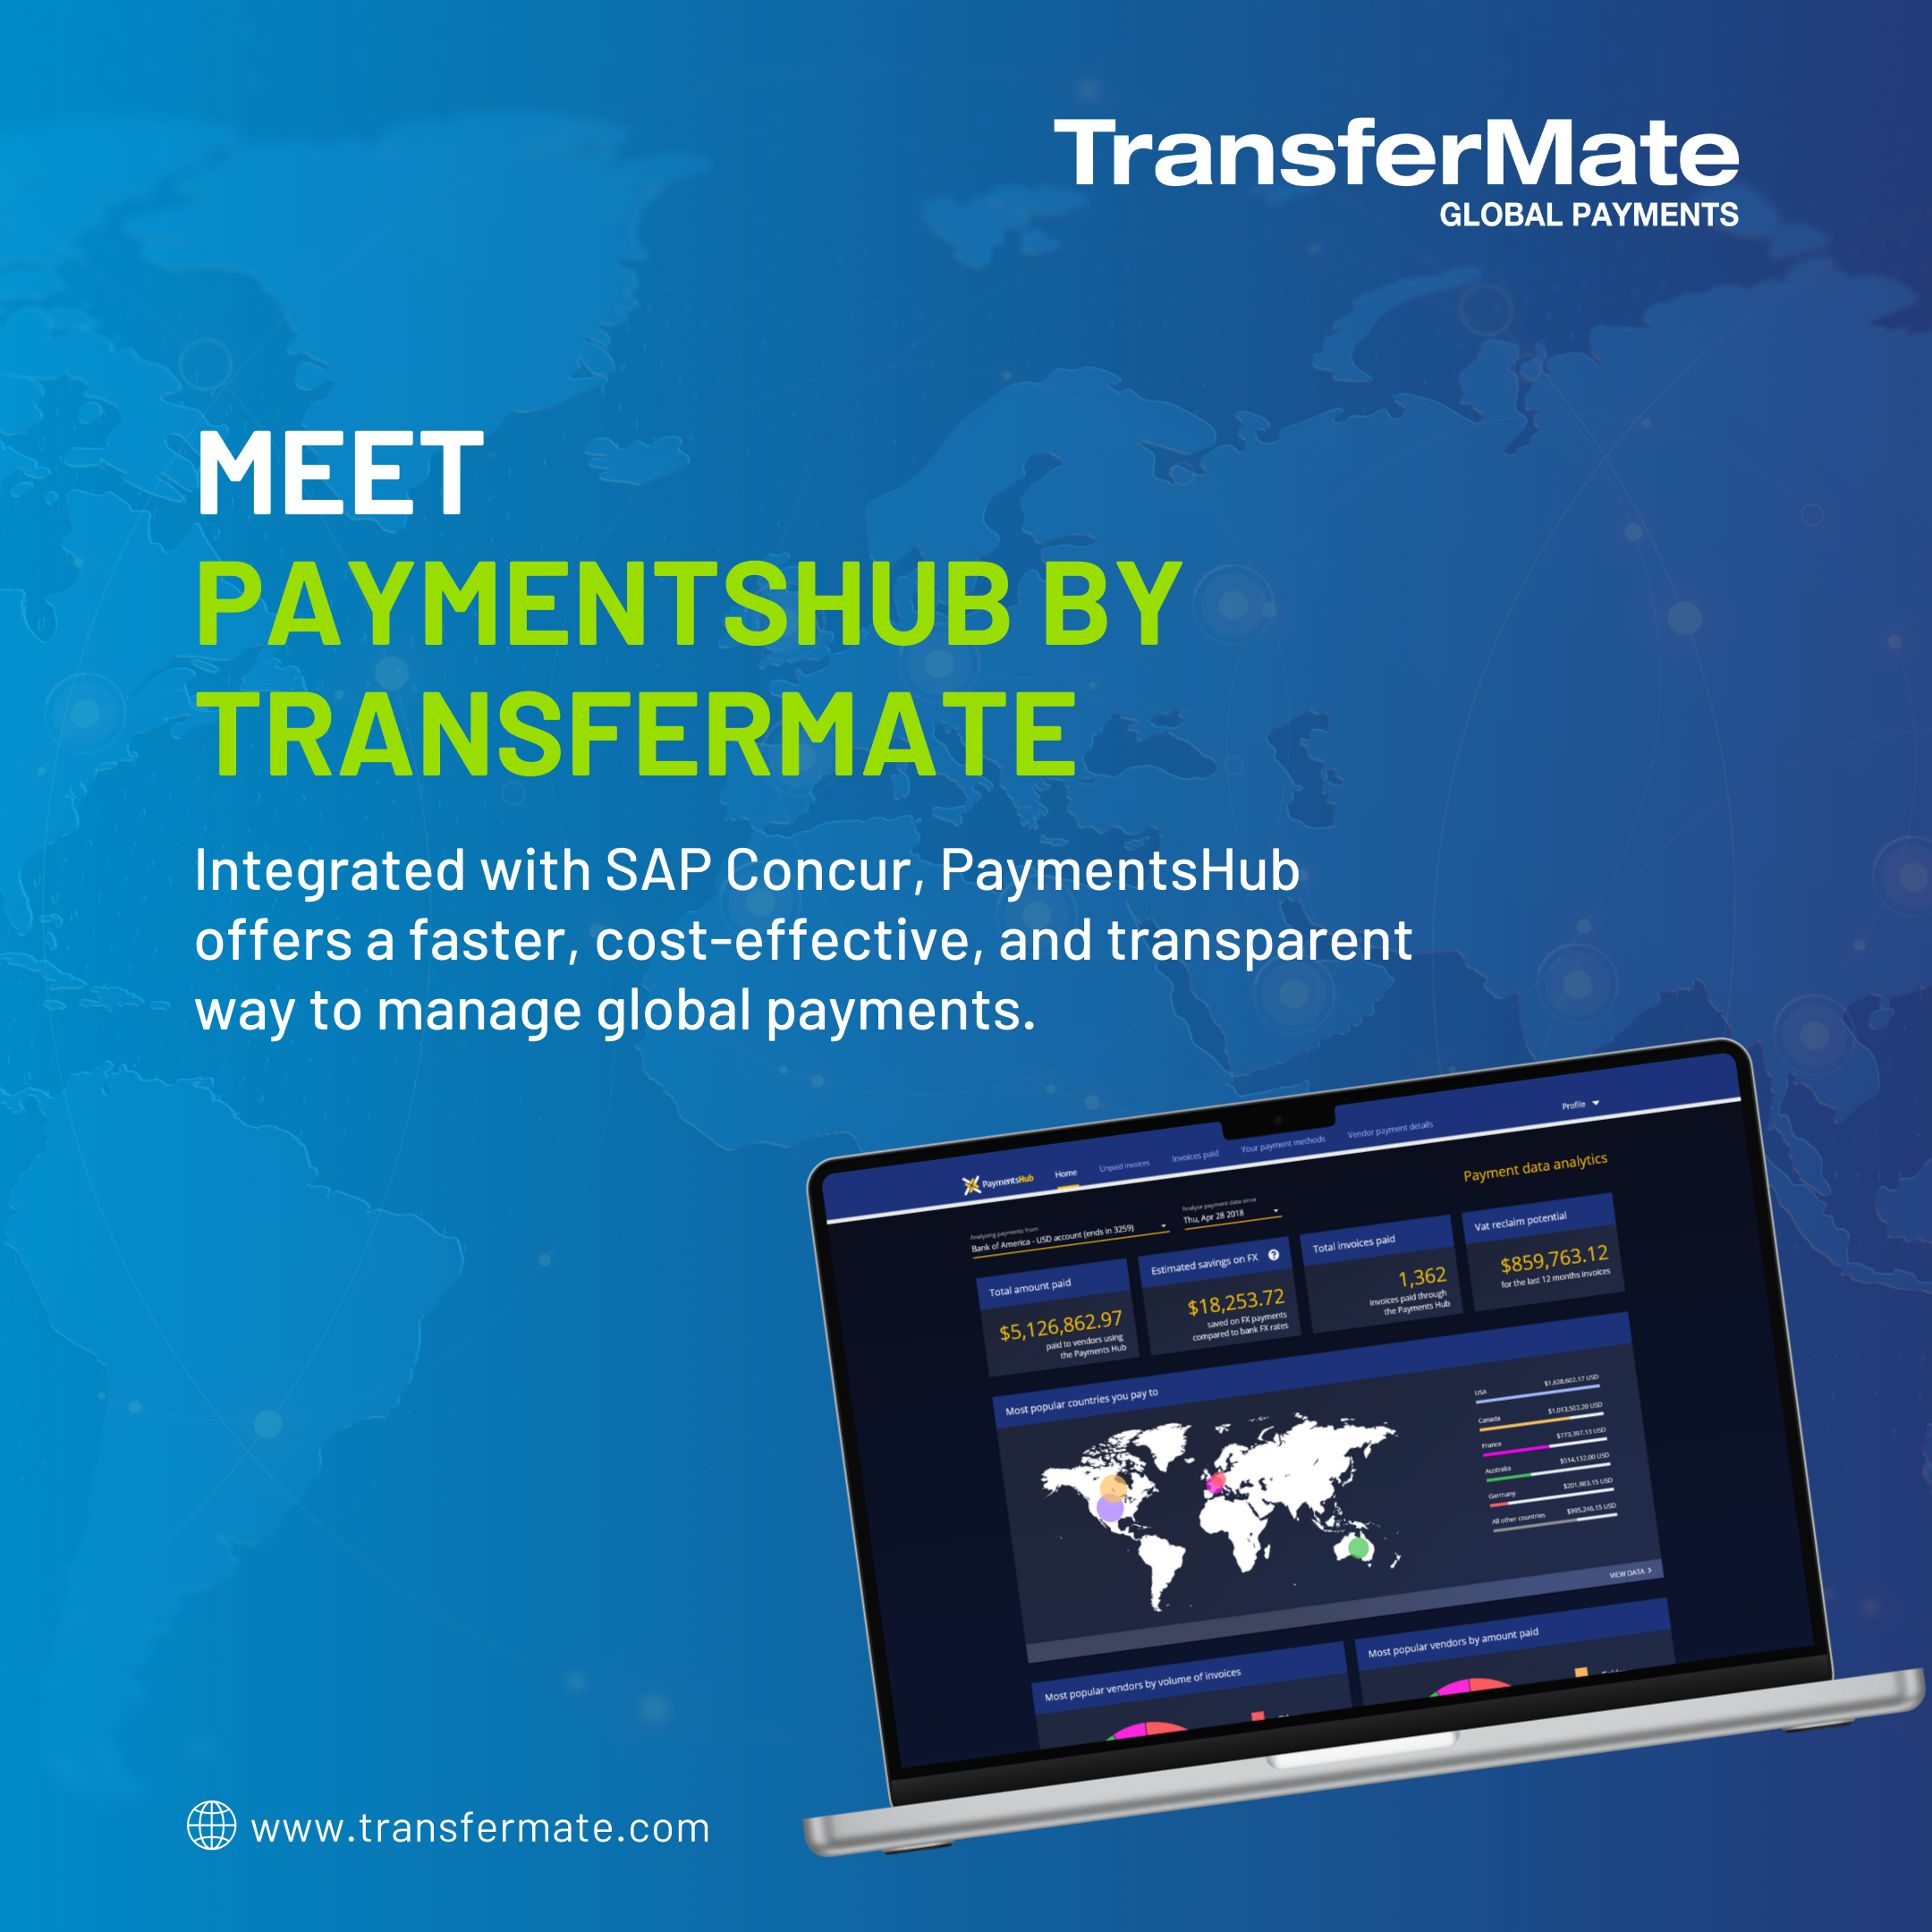 TransferMate
GLOBAL PAYMENTS
MEET
PAYMENTSHUB BY
TRANSFERMATE
Integrated with SAP Concur, PaymentsHub
offers a faster, cost-effective, and transparent
way to manage global payments.
PaymentsHub
Home
Unpaid invoices
Invoices paid
Your payment methods
Vendor payment details
Profile
Payment data analytics
Analysing payments from
Bank of America - USD account (ends in 3259)
Analyse payment data since
Thu, Apr 28 2018
Total amount paid
$5,126,862.97
paid to vendors using
the Payments Hub
Estimated savings on FX ?
$18,253.72
saved on FX payments
compared to bank FX rates
Total invoices paid
1,362
Invoices paid through
the Payments Hub
Vat reclaim potential
$859,763.12
for the last 12 months invoices
Most popular countries you pay to
USA $1,628,602.17 USD
Canada $1,013,502.20 USD
France $773,397.13 USD
Australia $514,132.00 USD
Germany $201,983.15 USD
All other countries $995,246.15 USD
VIEW DATA >
Most popular vendors by volume of invoices
Most popular vendors by amount paid
www.transfermate.com